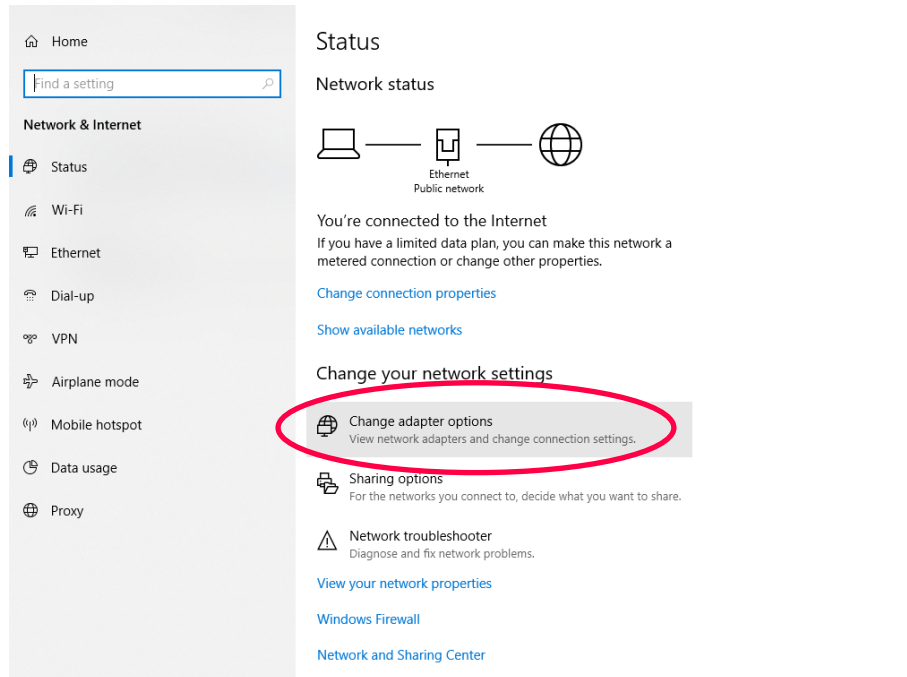 Home
Find a setting
Network & Internet
Status
Wi-Fi
Ethernet
Dial-up
VPN
Airplane mode
Mobile hotspot
Data usage
Proxy
Status
Network status
Ethernet
Public network
You're connected to the Internet
If you have a limited data plan, you can make this network a
metered connection or change other properties.
Change connection properties
Show available networks
Change your network settings
Change adapter options
View network adapters and change connection settings.
Sharing options
For the networks you connect to, decide what you want to share.
Network troubleshooter
Diagnose and fix network problems.
View your network properties
Windows Firewall
Network and Sharing Center